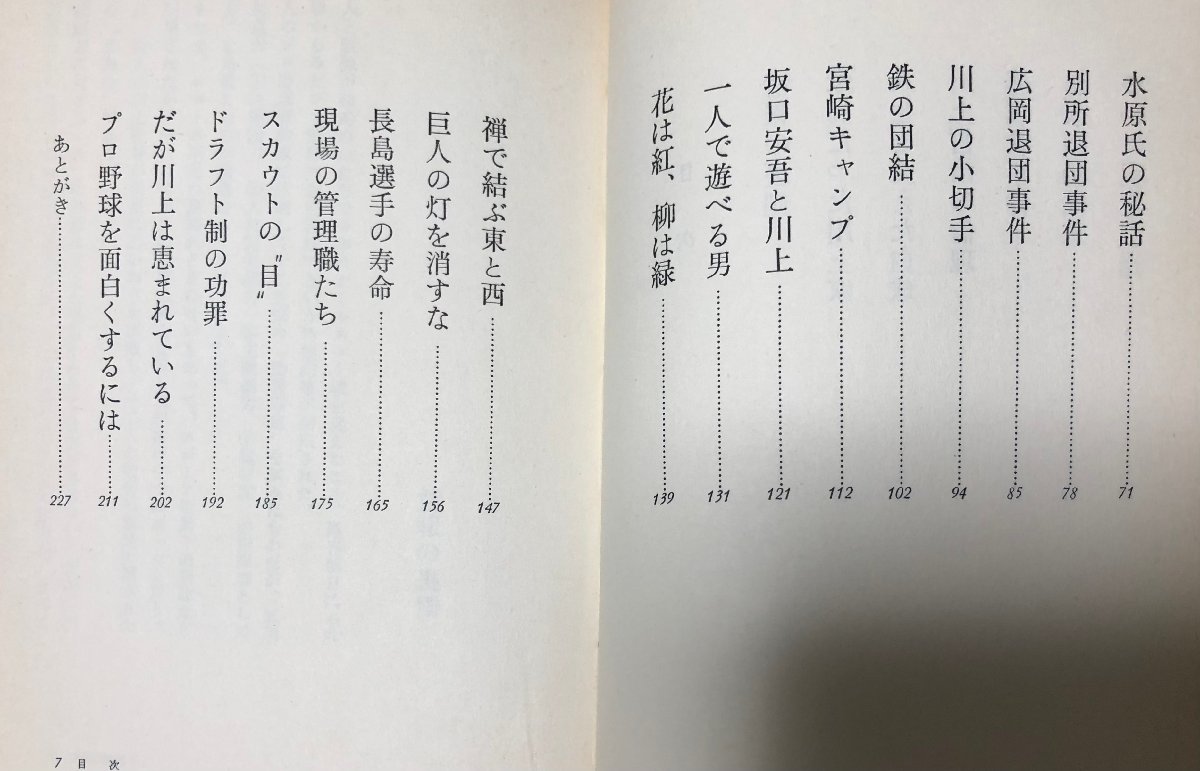 水原氏の秘話……71
別所退団事件……78
広岡退団事件……85
川上の小切手……94
鉄の団結……102
宮崎キャンプ……112
坂口安吾と川上……121
一人で遊べる男……131
花は紅、柳は緑……139
禅で結ぶ東と西……147
巨人の灯を消すな……156
長島選手の寿命……165
現場の管理職たち……175
スカウトの〝目〟……185
ドラフト制の功罪……192
だが川上は恵まれている……202
プロ野球を面白くするには……211
あとがき……227
7 目 次